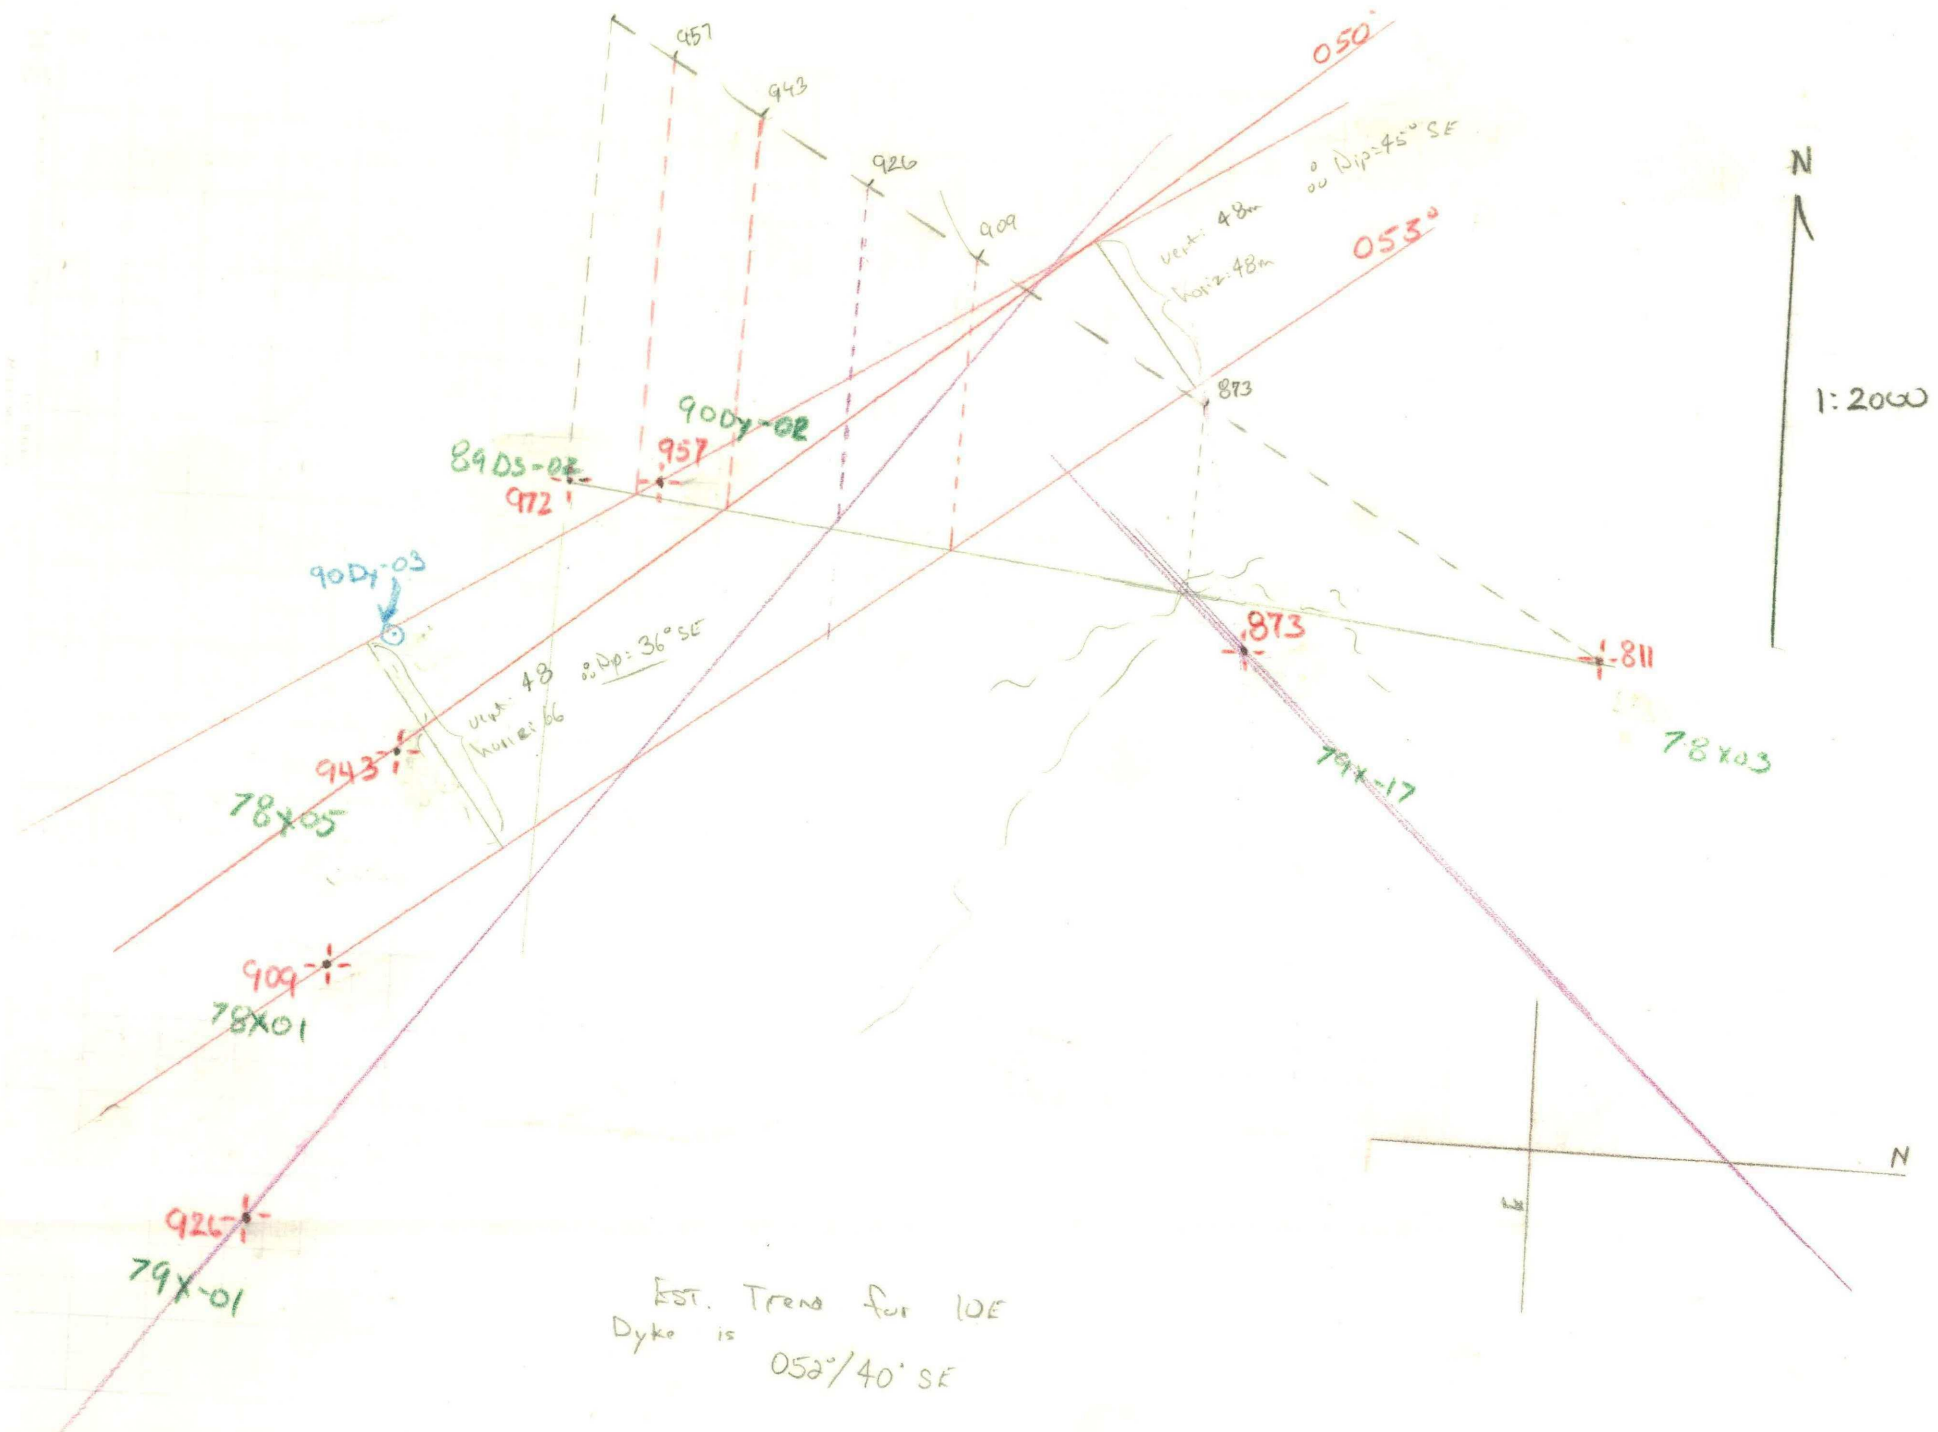 957
943
926
909
050°
∴ Dip=45° SE
vert: 48m
horiz: 48m
053°
N
1:2000
873
90Dy-02
957
89DS-02
972
90Dy-03
48
∴ Dip= 36° SE
vert:
horiz: 66
943
78X05
873
811
78X03
79X-17
909
78X01
N
926
79X-01
EST. Trend for 10E
Dyke is
052°/40° SE